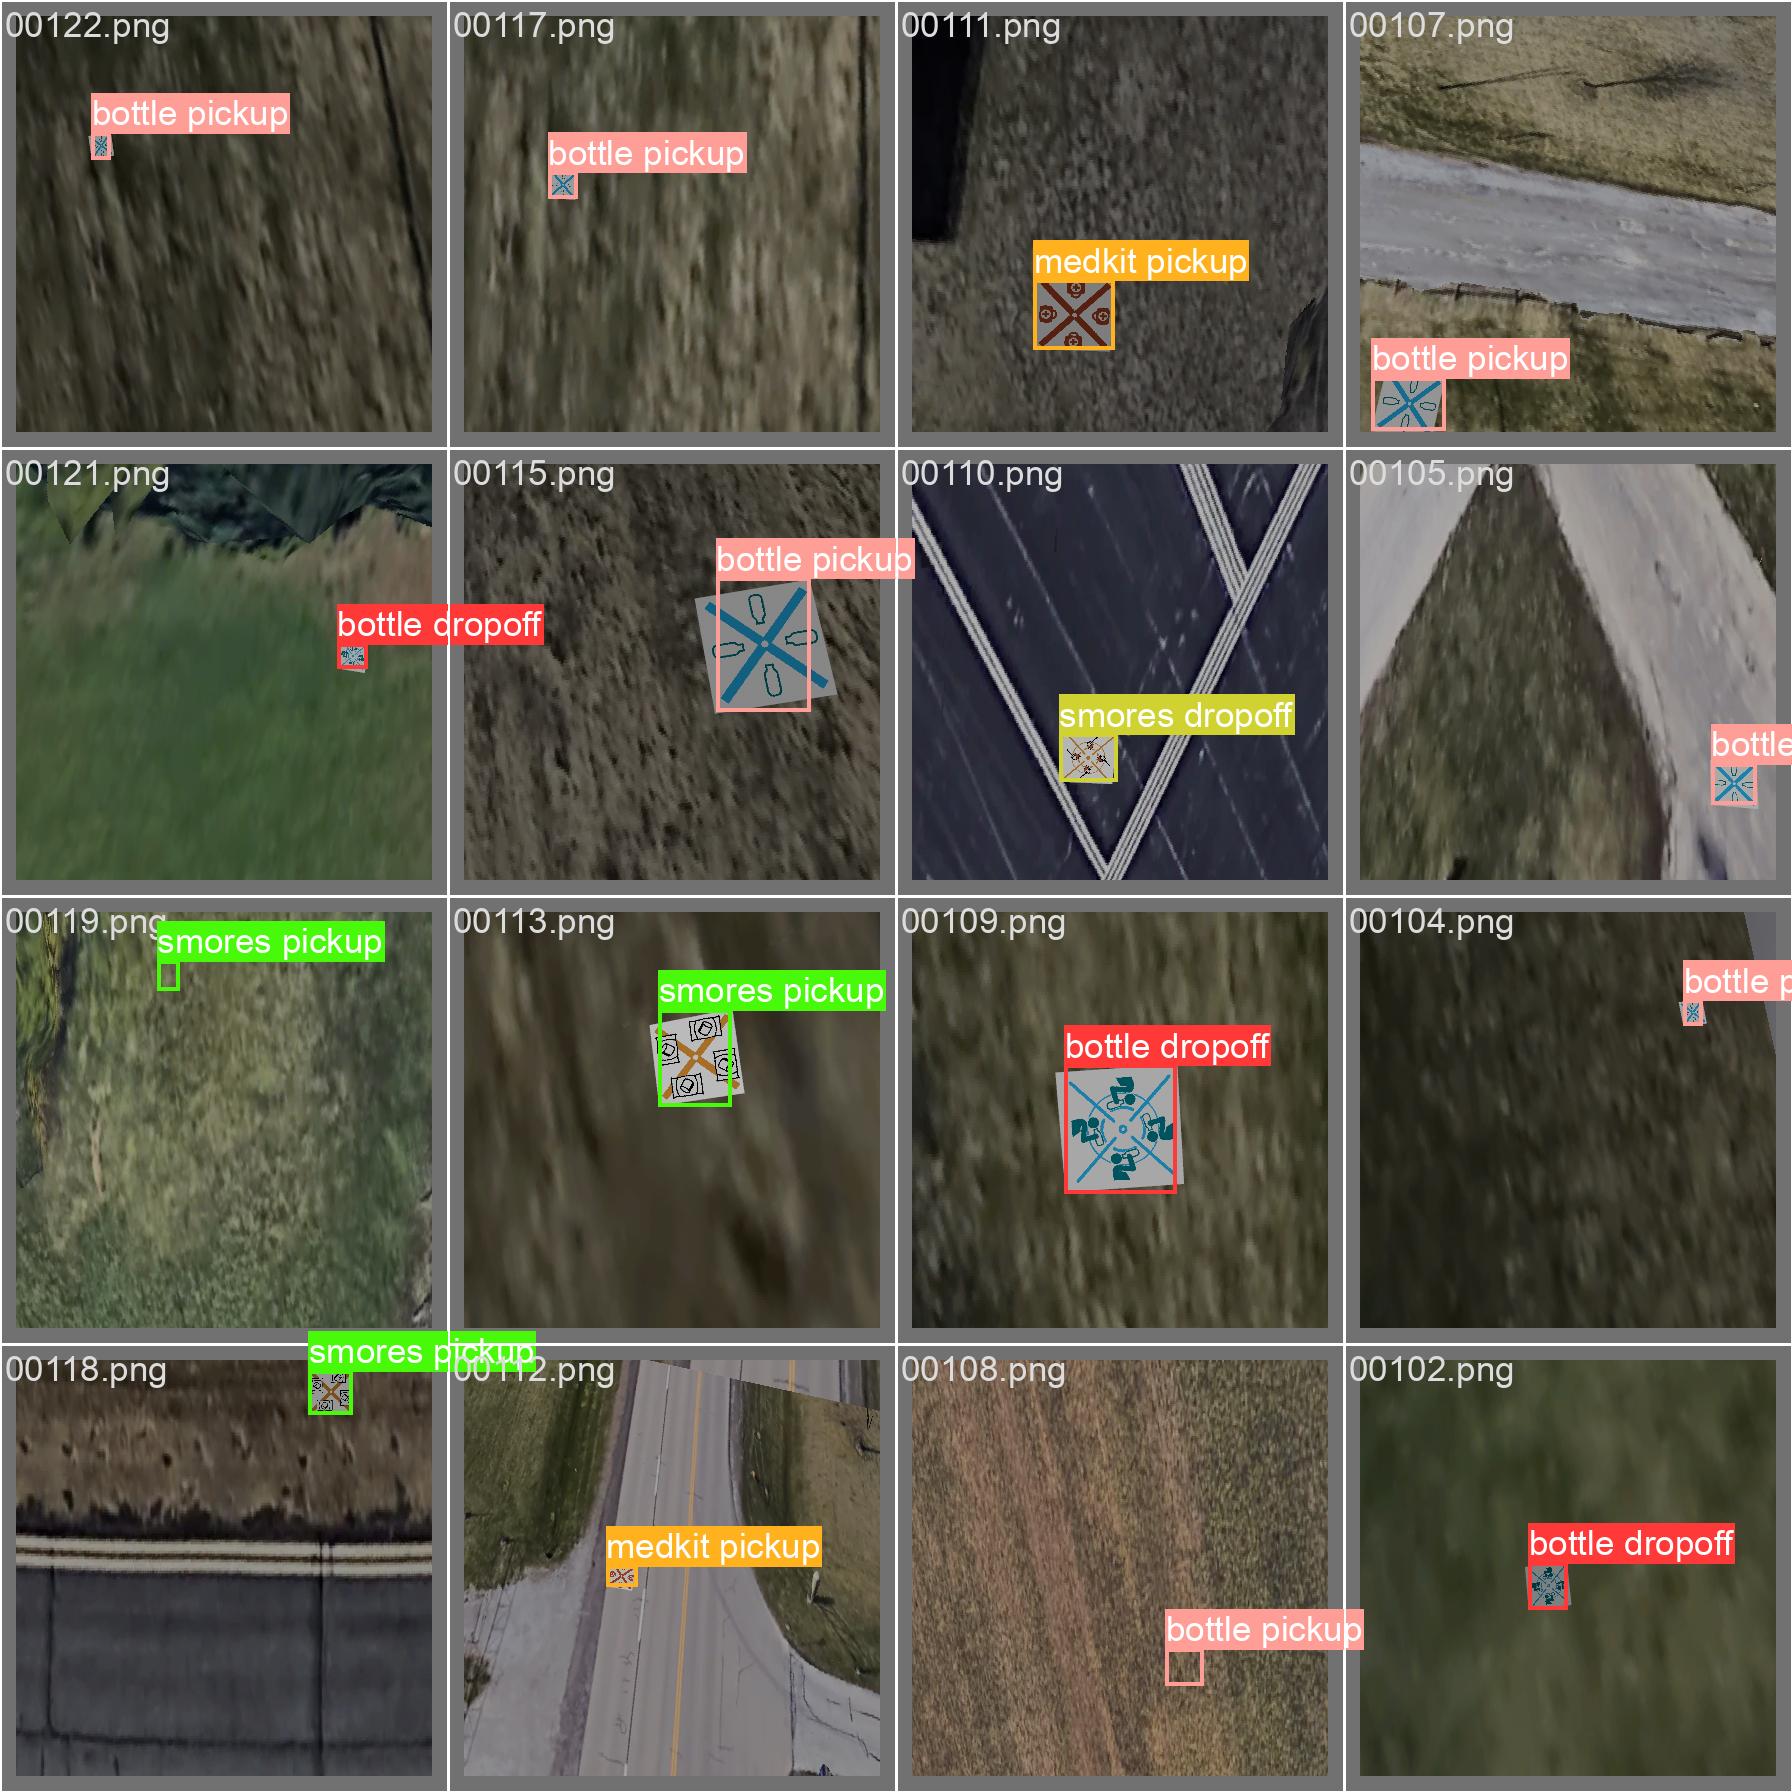 00122.png
bottle pickup
00117.png
bottle pickup
00111.png
medkit pickup
00107.png
bottle pickup
00121.png
bottle dropoff
00115.png
bottle pickup
00110.png
smores dropoff
00105.png
bottle
00119.png
smores pickup
00113.png
smores pickup
00109.png
bottle dropoff
00104.png
bottle p
00118.png
smores pickup
00112.png
medkit pickup
00108.png
bottle pickup
00102.png
bottle dropoff